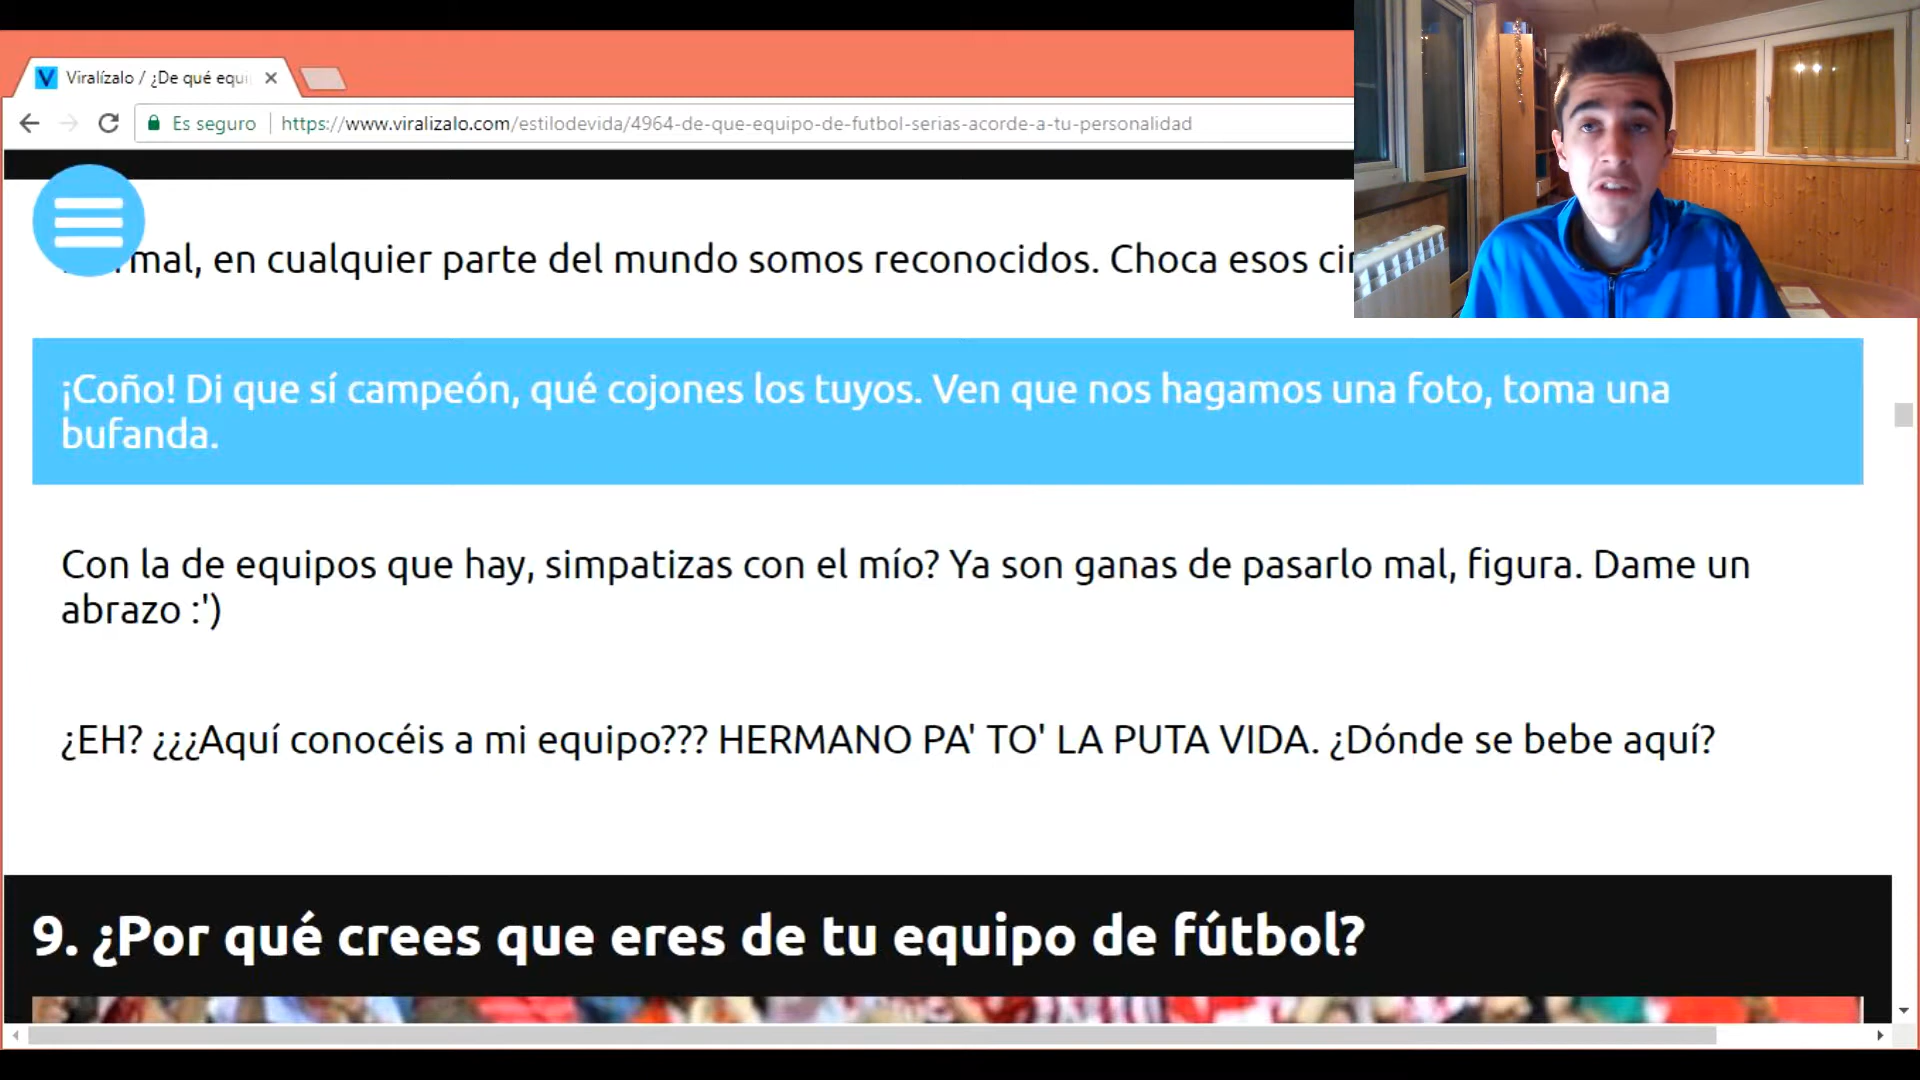 Viralízalo / ¿De qué equi
Es seguro
https://www.viralizalo.com/estilodevida/4964-de-que-equipo-de-futbol-serias-acorde-a-tu-personalidad
mal, en cualquier parte del mundo somos reconocidos. Choca esos
¡Coño! Di que sí campeón, qué cojones los tuyos. Ven que nos hagamos una foto, toma una
bufanda.
Con la de equipos que hay, simpatizas con el mío? Ya son ganas de pasarlo mal, figura. Dame un
abrazo :')
¿EH? ¿¿¿Aquí conocéis a mi equipo??? HERMANO PA' TO' LA PUTA VIDA. ¿Dónde se bebe aquí?
9. ¿Por qué crees que eres de tu equipo de fútbol?